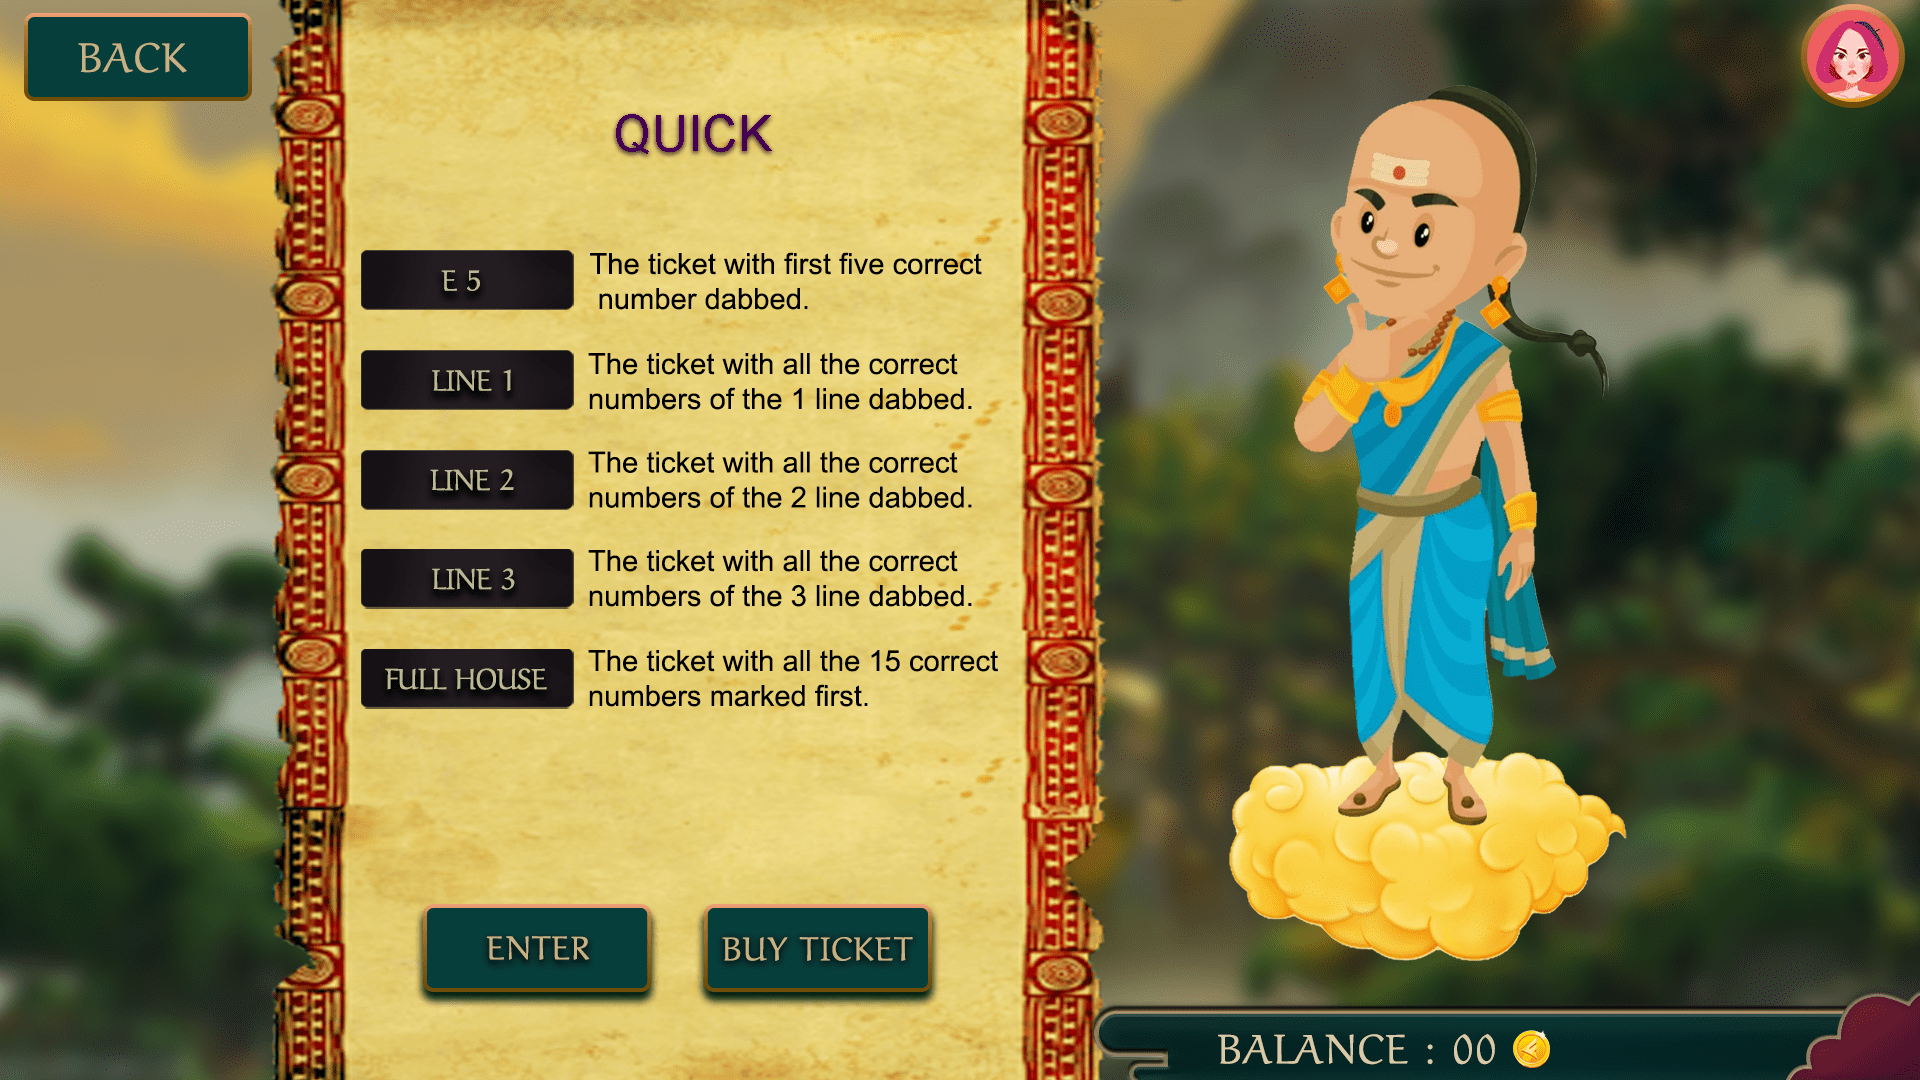 BACK
QUICK
E 5
The ticket with first five correct
number dabbed.
LINE 1
The ticket with all the correct
numbers of the 1 line dabbed.
LINE 2
The ticket with all the correct
numbers of the 2 line dabbed.
LINE 3
The ticket with all the correct
numbers of the 3 line dabbed.
FULL HOUSE
The ticket with all the 15 correct
numbers marked first.
ENTER
BUY TICKET
BALANCE : 00